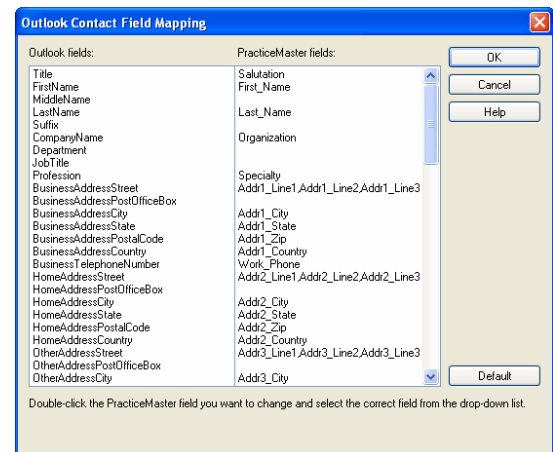 Outlook Contact Field Mapping
Outlook fields: PracticeMaster fields:
OK
Cancel
Help
Title Salutation
FirstName First_Name
MiddleName
LastName Last_Name
Suffix
CompanyName Organization
Department
JobTitle
Profession Specialty
BusinessAddressStreet Addr1_Line1,Addr1_Line2,Addr1_Line3
BusinessAddressPostOfficeBox
BusinessAddressCity Addr1_City
BusinessAddressState Addr1_State
BusinessAddressPostalCode Addr1_Zip
BusinessAddressCountry Addr1_Country
BusinessTelephoneNumber Work_Phone
HomeAddressStreet Addr2_Line1,Addr2_Line2,Addr2_Line3
HomeAddressPostOfficeBox
HomeAddressCity Addr2_City
HomeAddressState Addr2_State
HomeAddressPostalCode Addr2_Zip
HomeAddressCountry Addr2_Country
OtherAddressStreet Addr3_Line1,Addr3_Line2,Addr3_Line3
OtherAddressPostOfficeBox
OtherAddressCity Addr3_City
Default
Double-click the PracticeMaster field you want to change and select the correct field from the drop-down list.